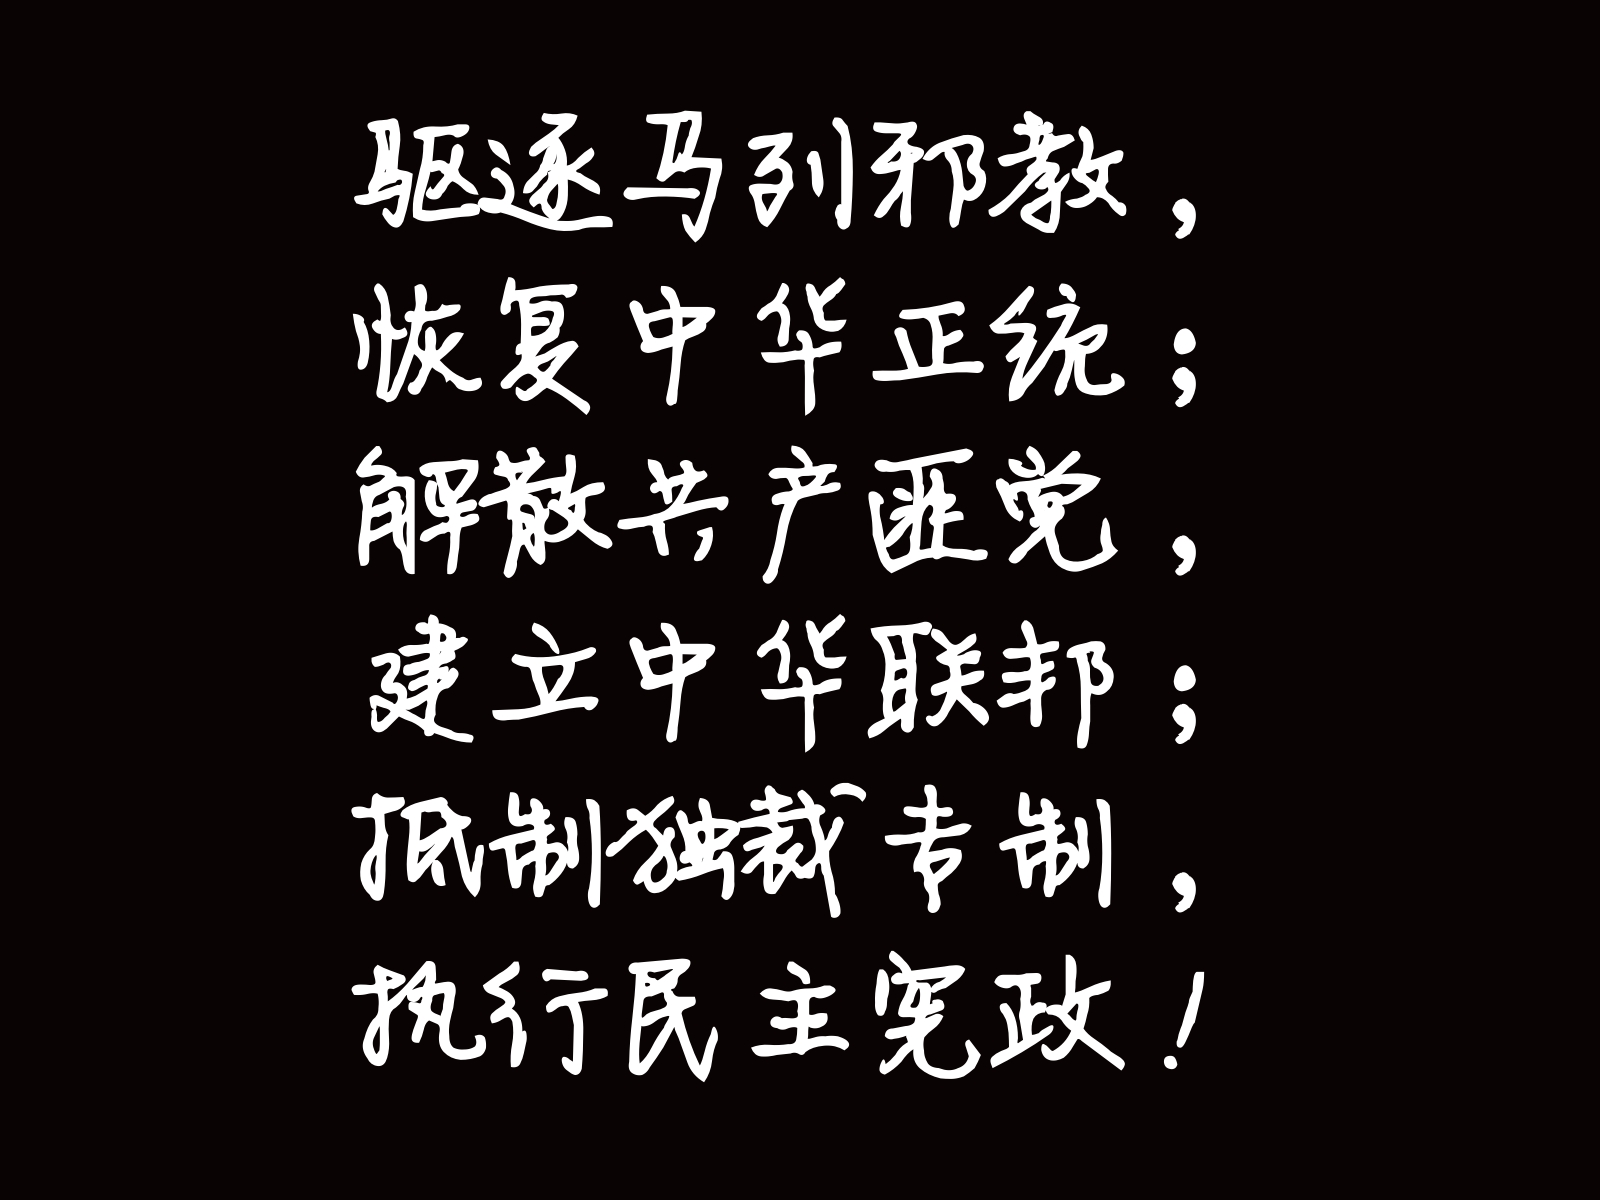 驱逐马列邪教，
恢复中华正统；
解散共产匪党，
建立中华联邦；
抵制独裁专制，
执行民主宪政！